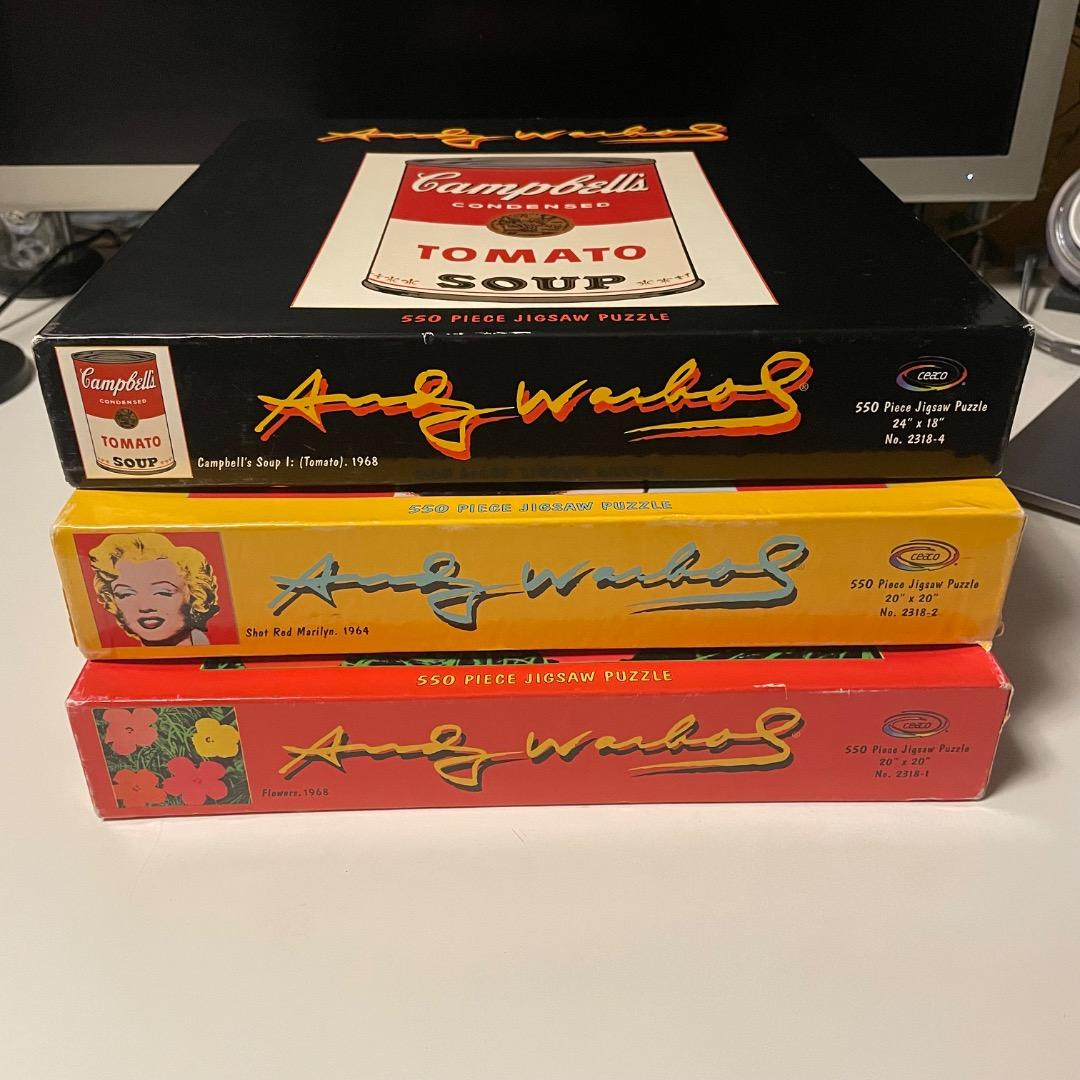 Andy Warhol
Campbell's
CONDENSED
TOMATO
SOUP
550 PIECE JIGSAW PUZZLE
Campbell's
CONDENSED
TOMATO
SOUP
Campbell's Soup I: (Tomato). 1968
Andy Warhol®
ceaco
550 Piece Jigsaw Puzzle
24" x 18"
No. 2318-4
550 PIECE JIGSAW PUZZLE
Shot Red Marilyn. 1964
Andy Warhol®
ceaco
550 Piece Jigsaw Puzzle
20" x 20"
No. 2318-2
550 PIECE JIGSAW PUZZLE
Flowers. 1968
Andy Warhol®
ceaco
550 Piece Jigsaw Puzzle
20" x 20"
No. 2318-1